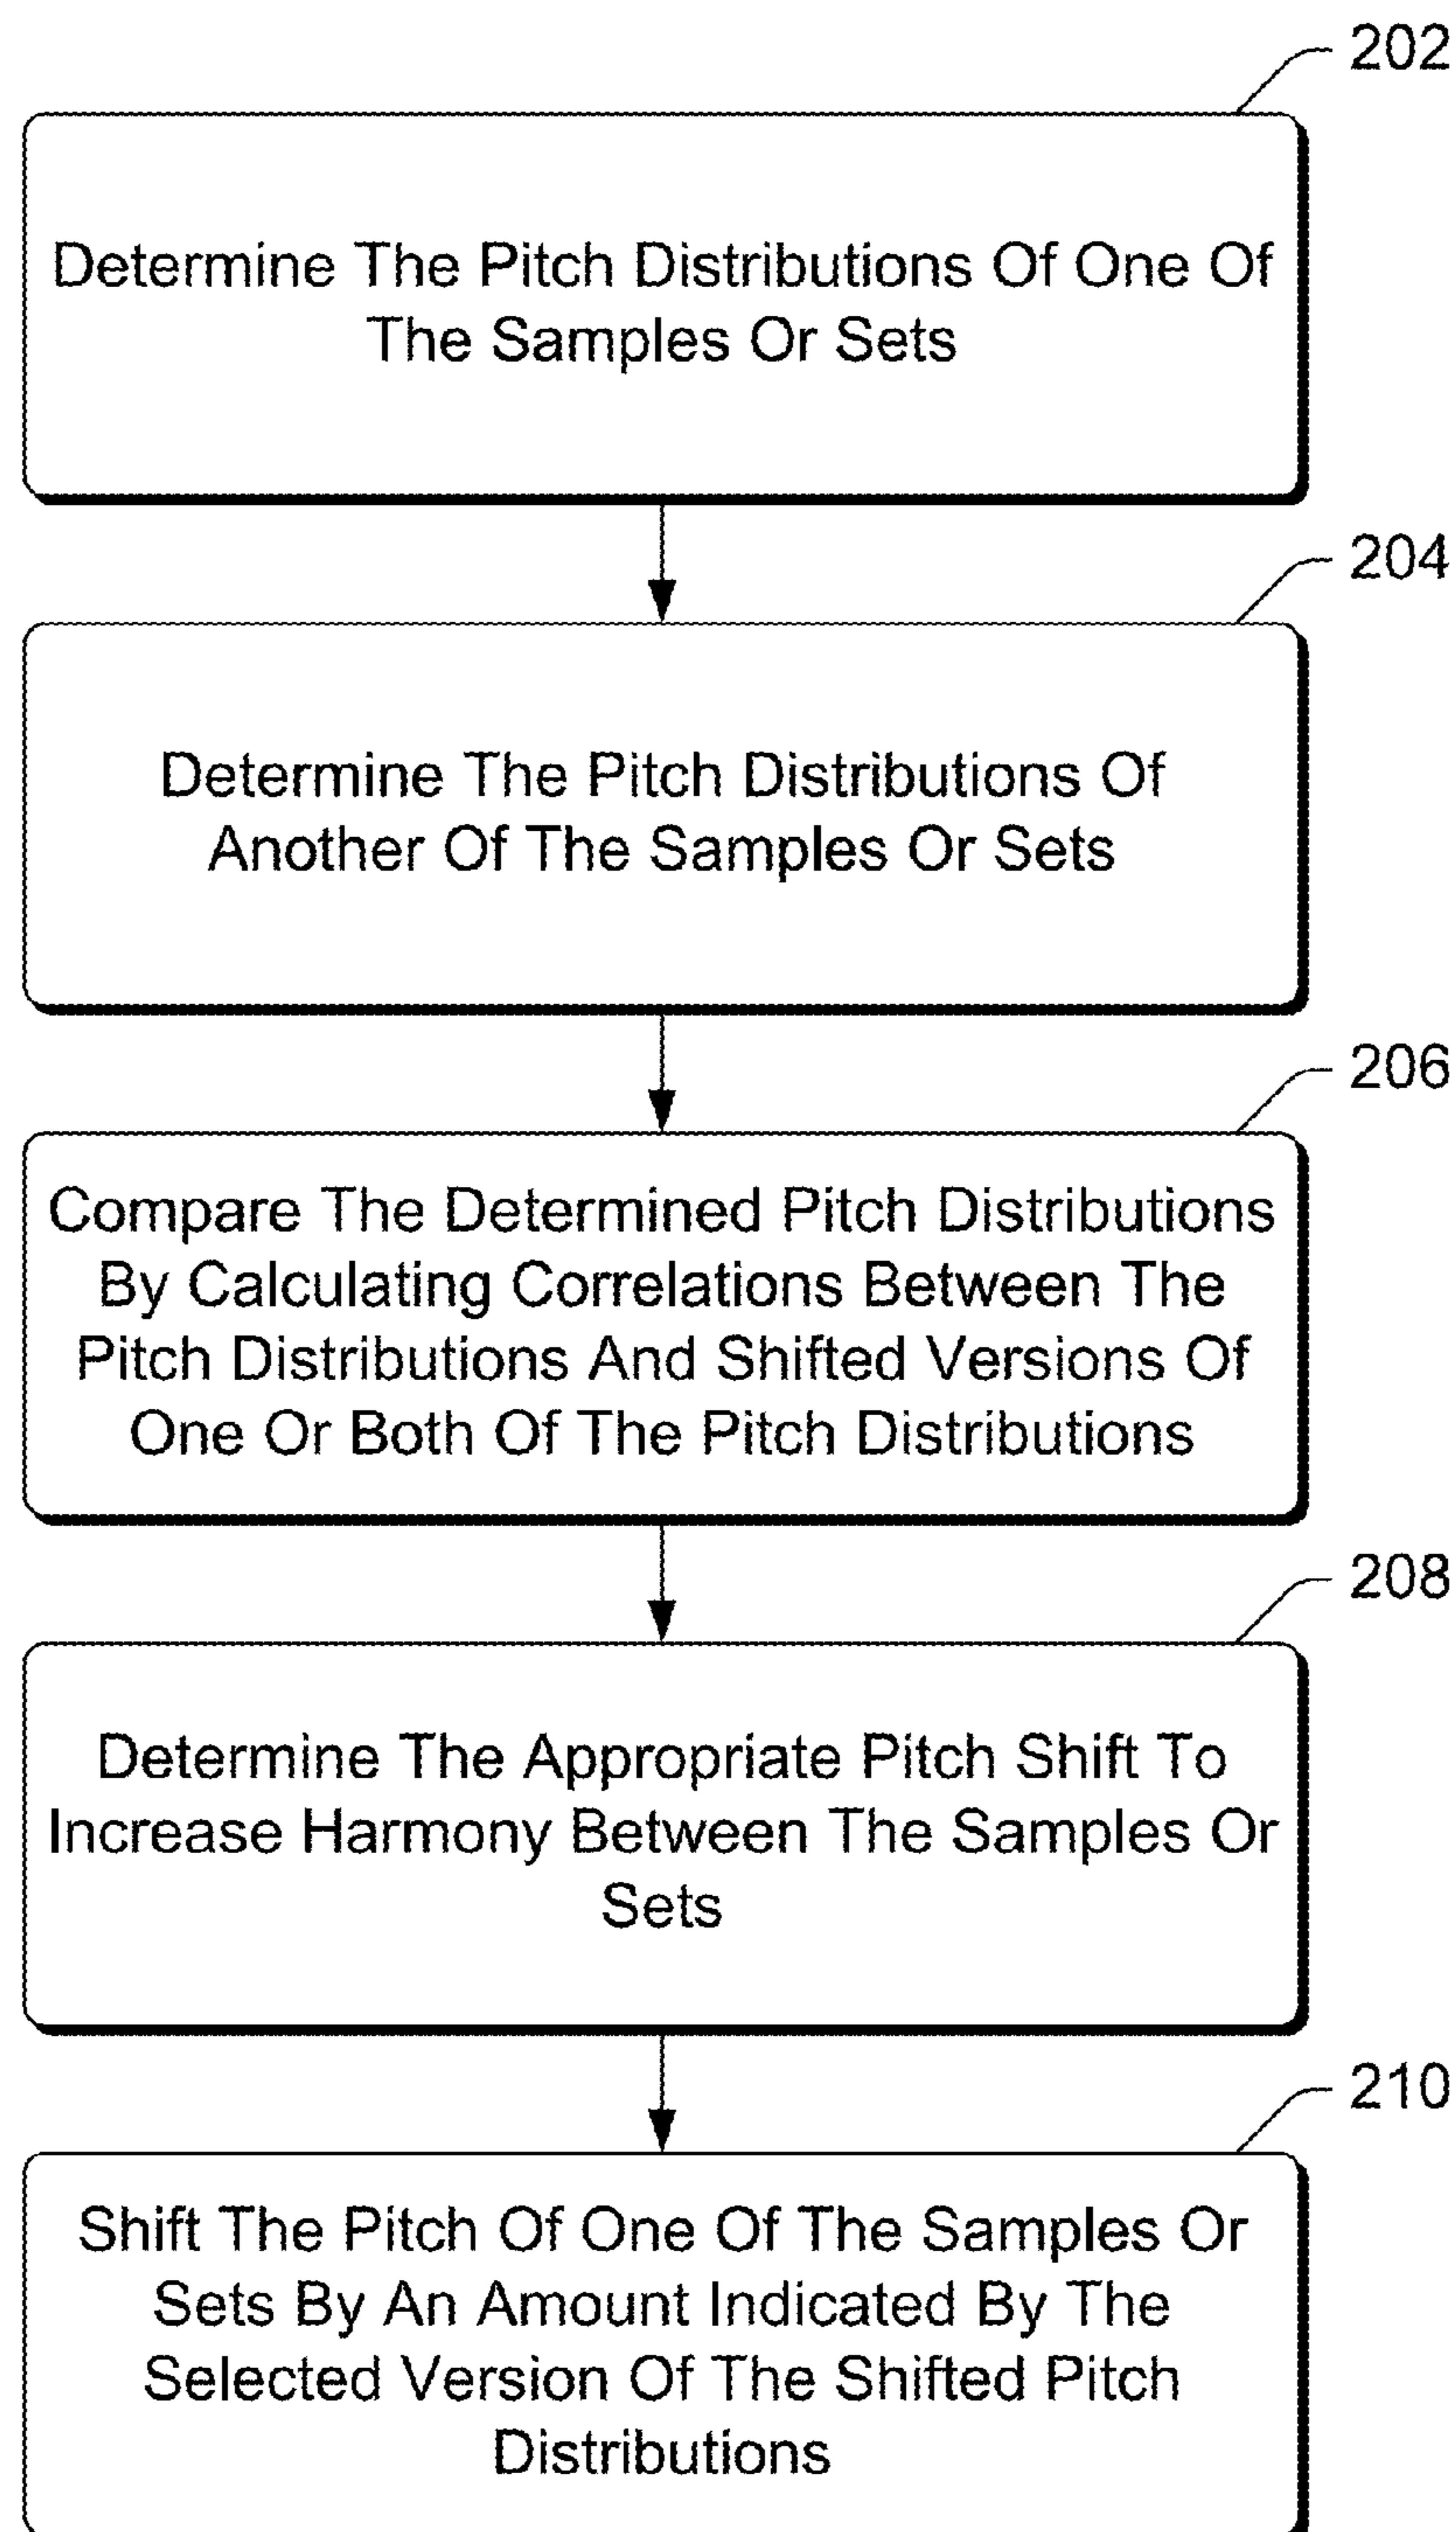 202
Determine The Pitch Distributions Of One Of
The Samples Or Sets
204
Determine The Pitch Distributions Of
Another Of The Samples Or Sets
206
Compare The Determined Pitch Distributions
By Calculating Correlations Between The
Pitch Distributions And Shifted Versions Of
One Or Both Of The Pitch Distributions
208
Determine The Appropriate Pitch Shift To
Increase Harmony Between The Samples Or
Sets
210
Shift The Pitch Of One Of The Samples Or
Sets By An Amount Indicated By The
Selected Version Of The Shifted Pitch
Distributions